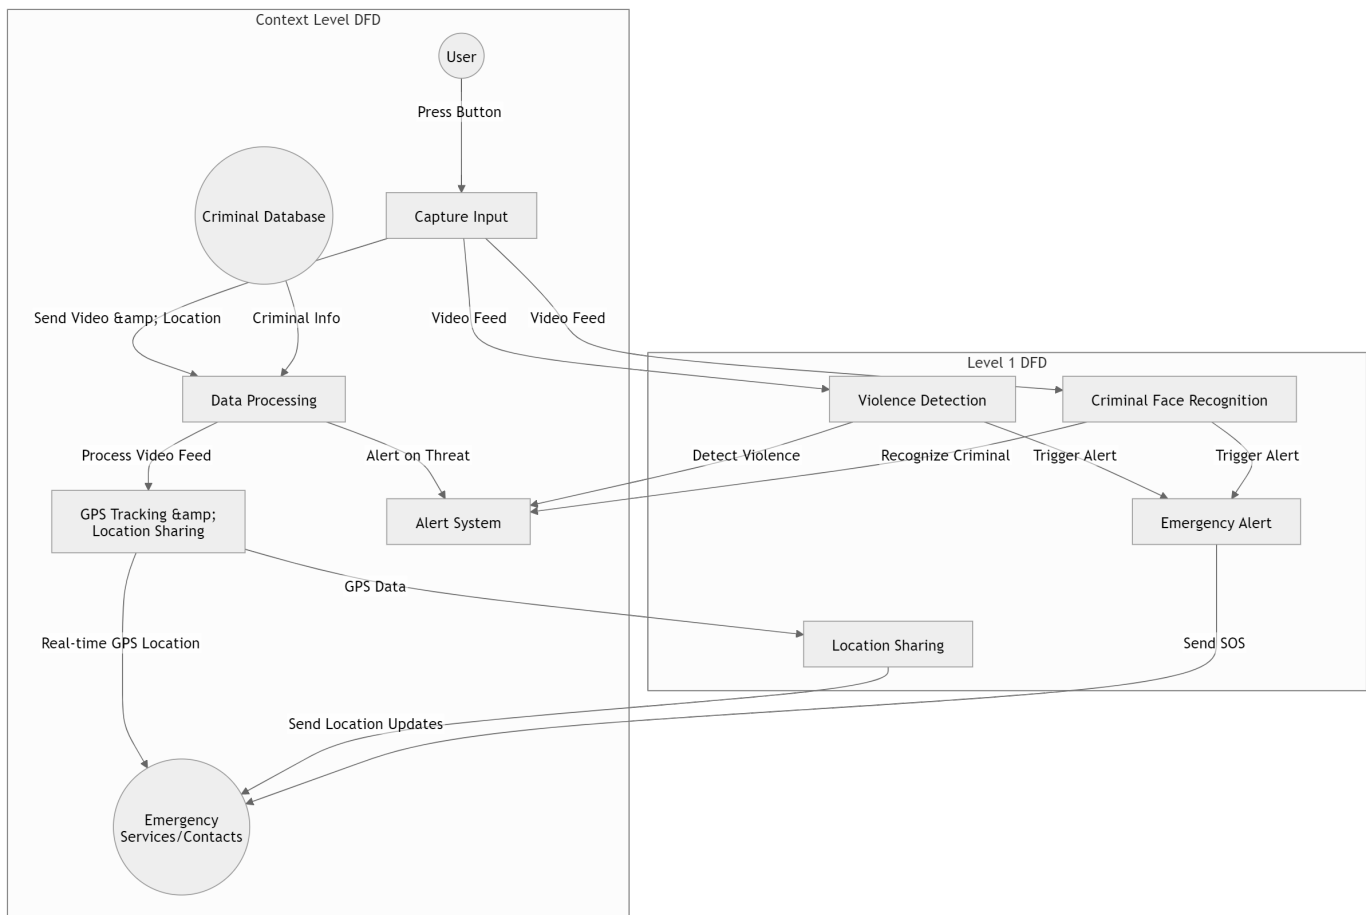 Context Level DFD
User
Press Button
Criminal Database
Capture Input
Send Video &amp; Location
Criminal Info
Video Feed
Video Feed
Level 1 DFD
Data Processing
Violence Detection
Criminal Face Recognition
Process Video Feed
Alert on Threat
Detect Violence
Recognize Criminal
Trigger Alert
Trigger Alert
GPS Tracking &amp;
Location Sharing
Alert System
Emergency Alert
GPS Data
Real-time GPS Location
Location Sharing
Send SOS
Send Location Updates
Emergency
Services/Contacts